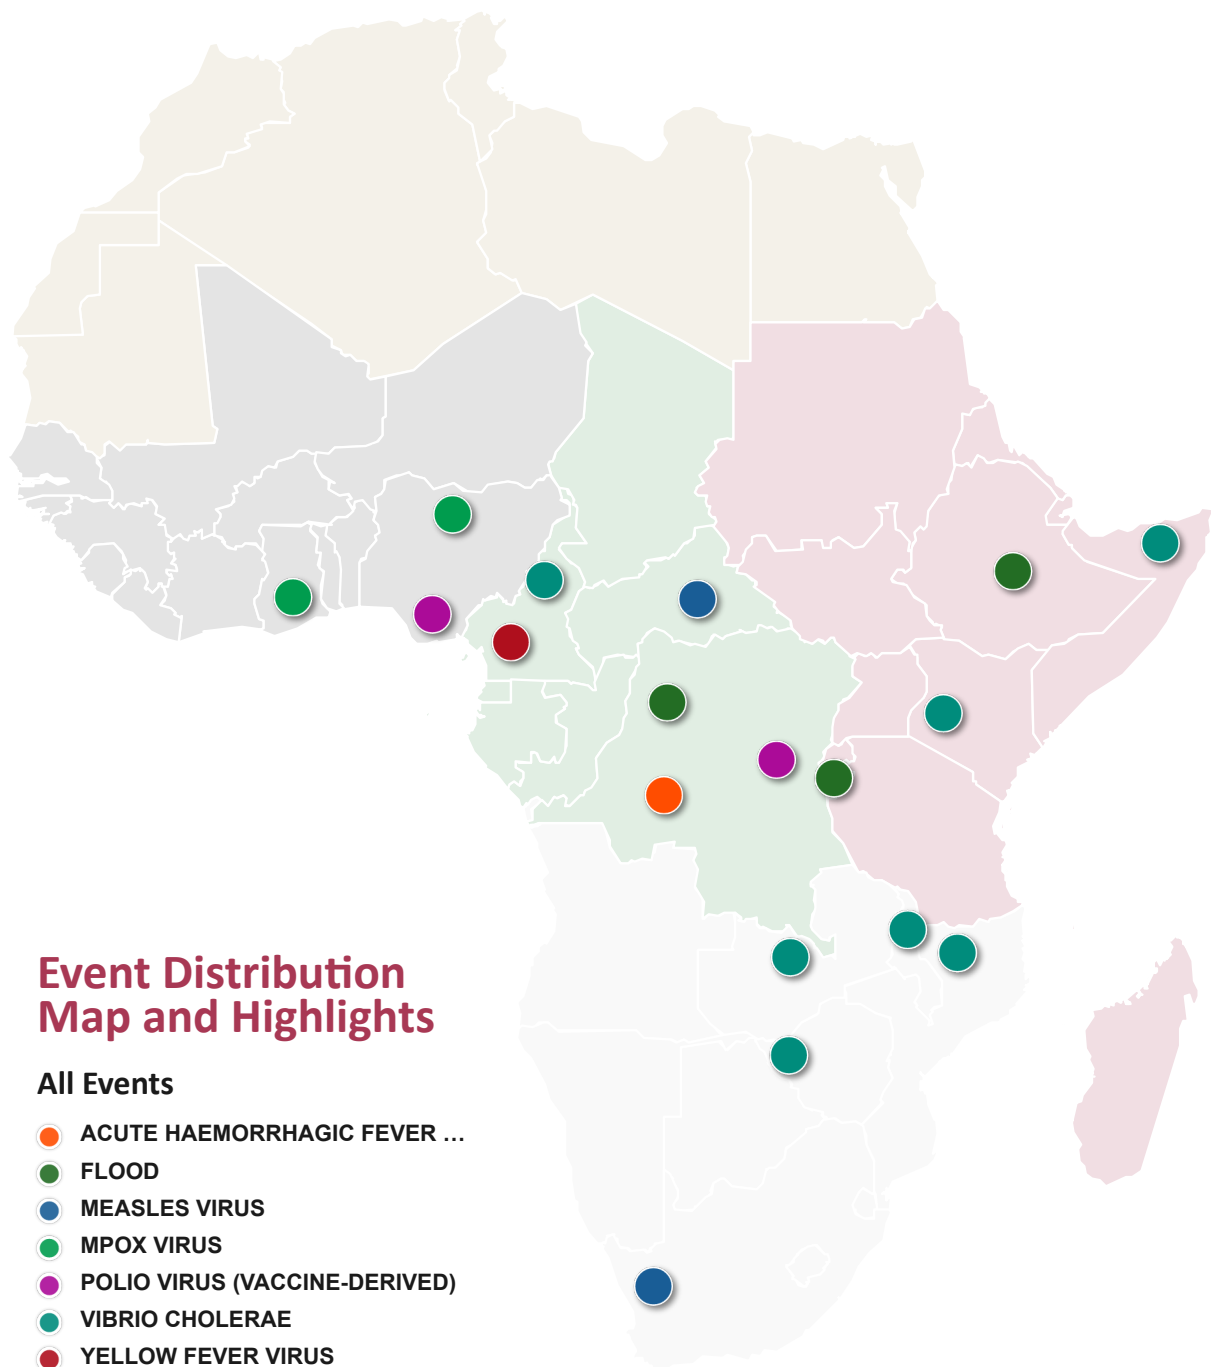 Event Distribution
Map and Highlights
All Events
ACUTE HAEMORRHAGIC FEVER …
FLOOD
MEASLES VIRUS
MPOX VIRUS
POLIO VIRUS (VACCINE-DERIVED)
VIBRIO CHOLERAE
YELLOW FEVER VIRUS